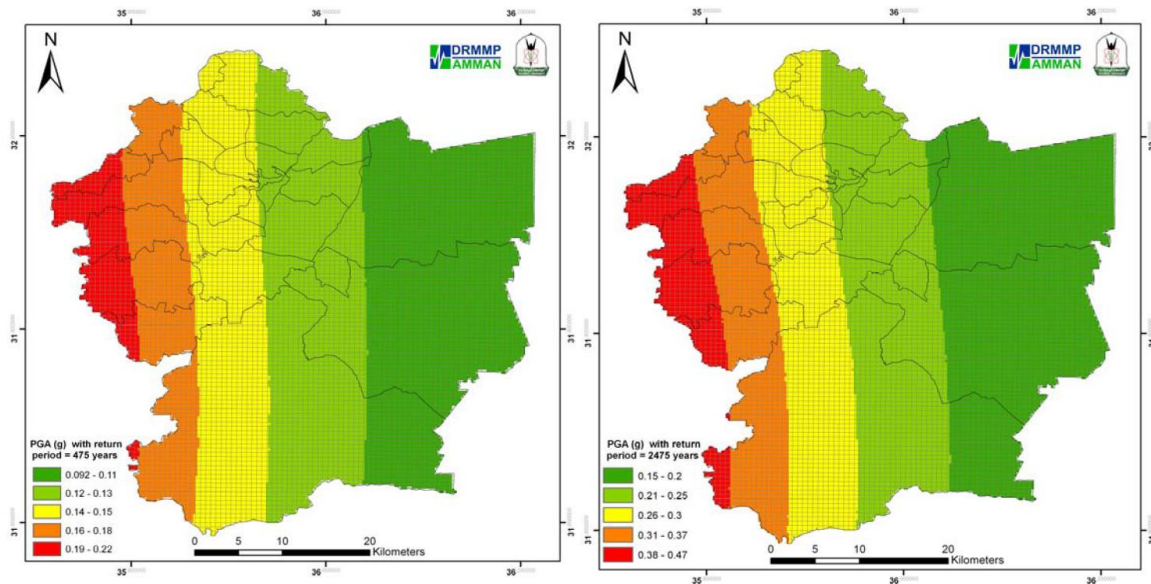 35 36 36
N
DRMMP
AMMAN
32
31
31
PGA (g) with return
period = 475 years
0.092 - 0.11
0.12 - 0.13
0.14 - 0.15
0.16 - 0.18
0.19 - 0.22
0 5 10 20
Kilometers
35 36 36
35 36 36
N
DRMMP
AMMAN
32
31
31
PGA (g) with return
period = 2475 years
0.15 - 0.2
0.21 - 0.25
0.26 - 0.3
0.31 - 0.37
0.38 - 0.47
0 5 10 20
Kilometers
35 36 36